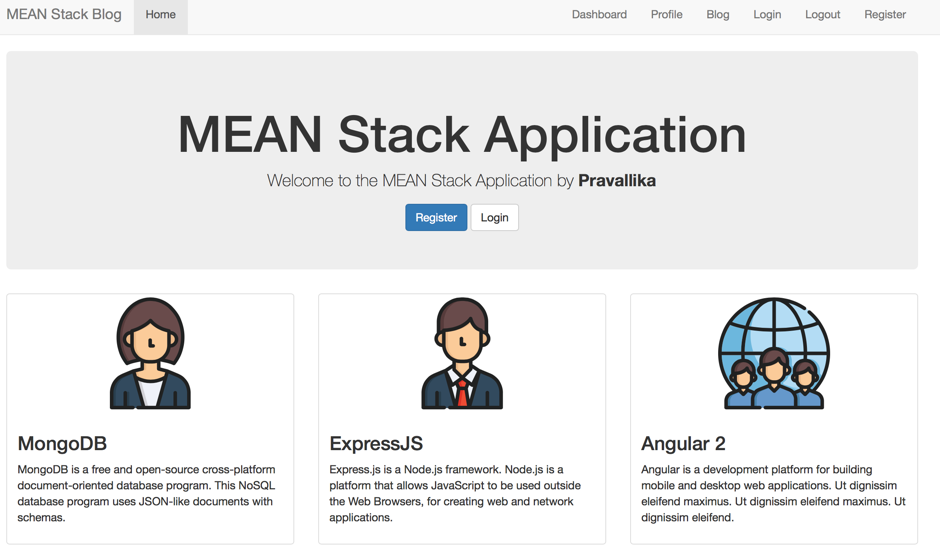 MEAN Stack Blog Home Dashboard Profile Blog Login Logout Register
MEAN Stack Application
Welcome to the MEAN Stack Application by Pravallika
Register Login
MongoDB
MongoDB is a free and open-source cross-platform
document-oriented database program. This NoSQL
database program uses JSON-like documents with
schemas.
ExpressJS
Express.js is a Node.js framework. Node.js is a
platform that allows JavaScript to be used outside
the Web Browsers, for creating web and network
applications.
Angular 2
Angular is a development platform for building
mobile and desktop web applications. Ut dignissim
eleifend maximus. Ut dignissim eleifend maximus. Ut
dignissim eleifend.